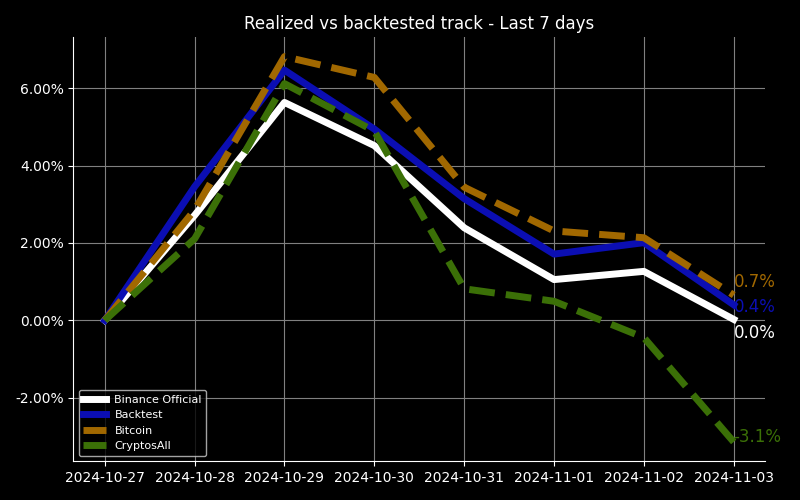 Realized vs backtested track - Last 7 days
6.00%
4.00%
2.00%
0.00%
-2.00%
0.7%
0.4%
0.0%
-3.1%
Binance Official
Backtest
Bitcoin
CryptosAll
2024-10-27 2024-10-28 2024-10-29 2024-10-30 2024-10-31 2024-11-01 2024-11-02 2024-11-03